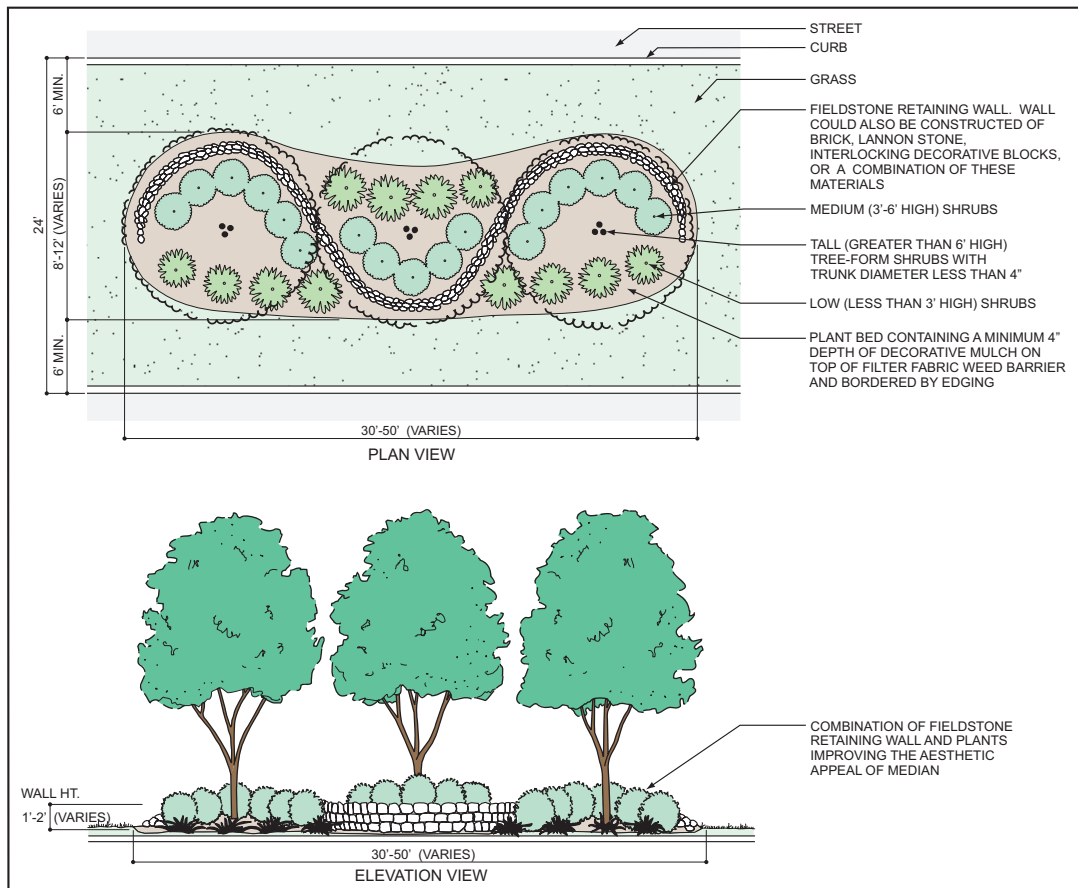 STREET
CURB
GRASS
FIELDSTONE RETAINING WALL. WALL
COULD ALSO BE CONSTRUCTED OF
BRICK, LANNON STONE,
INTERLOCKING DECORATIVE BLOCKS,
OR A COMBINATION OF THESE
MATERIALS
MEDIUM (3'-6' HIGH) SHRUBS
TALL (GREATER THAN 6' HIGH)
TREE-FORM SHRUBS WITH
TRUNK DIAMETER LESS THAN 4”
LOW (LESS THAN 3' HIGH) SHRUBS
PLANT BED CONTAINING A MINIMUM 4”
DEPTH OF DECORATIVE MULCH ON
TOP OF FILTER FABRIC WEED BARRIER
AND BORDERED BY EDGING
6' MIN.
24'
8'-12' (VARIES)
6' MIN.
30'-50' (VARIES)
PLAN VIEW
COMBINATION OF FIELDSTONE
RETAINING WALL AND PLANTS
IMPROVING THE AESTHETIC
APPEAL OF MEDIAN
WALL HT.
1'-2' (VARIES)
30'-50' (VARIES)
ELEVATION VIEW